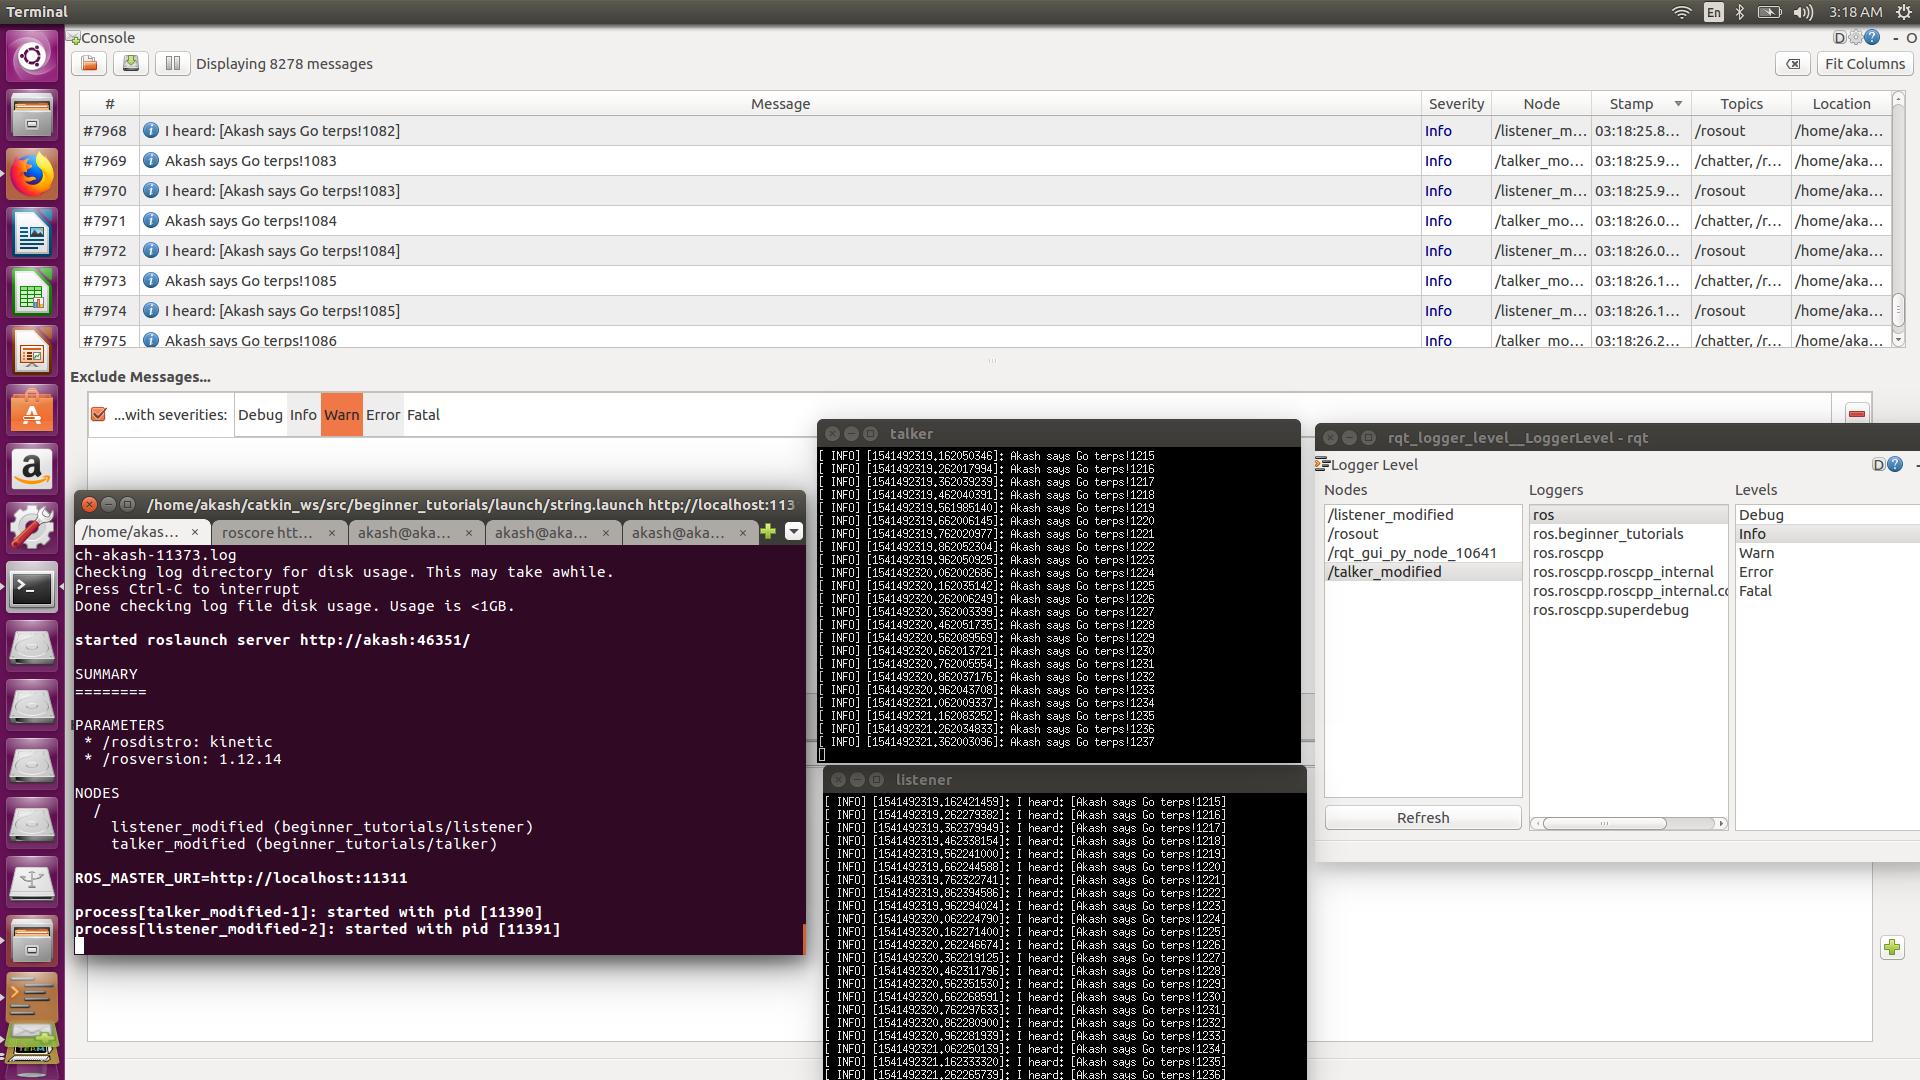 Terminal
En
3:18 AM
Console
D
?
-
O
Displaying 8278 messages
Fit Columns
# Message Severity Node Stamp Topics Location
#7968 I heard: [Akash says Go terps!1082] Info /listener_m... 03:18:25.8... /rosout /home/aka...
#7969 Akash says Go terps!1083 Info /talker_mo... 03:18:25.9... /chatter, /r... /home/aka...
#7970 I heard: [Akash says Go terps!1083] Info /listener_m... 03:18:25.9... /rosout /home/aka...
#7971 Akash says Go terps!1084 Info /talker_mo... 03:18:26.0... /chatter, /r... /home/aka...
#7972 I heard: [Akash says Go terps!1084] Info /listener_m... 03:18:26.0... /rosout /home/aka...
#7973 Akash says Go terps!1085 Info /talker_mo... 03:18:26.1... /chatter, /r... /home/aka...
#7974 I heard: [Akash says Go terps!1085] Info /listener_m... 03:18:26.1... /rosout /home/aka...
#7975 Akash says Go terps!1086 Info /talker_mo... 03:18:26.2... /chatter, /r... /home/aka...
Exclude Messages...
...with severities: Debug Info Warn Error Fatal
/home/akash/catkin_ws/src/beginner_tutorials/launch/string.launch http://localhost:113
/home/akas... × roscore htt... × akash@aka... × akash@aka... × akash@aka... ×
ch-akash-11373.log
Checking log directory for disk usage. This may take awhile.
Press Ctrl-C to interrupt
Done checking log file disk usage. Usage is <1GB.
started roslaunch server http://akash:46351/
SUMMARY
========
PARAMETERS
* /rosdistro: kinetic
* /rosversion: 1.12.14
NODES
/
listener_modified (beginner_tutorials/listener)
talker_modified (beginner_tutorials/talker)
ROS_MASTER_URI=http://localhost:11311
process[talker_modified-1]: started with pid [11390]
process[listener_modified-2]: started with pid [11391]
talker
[ INFO] [1541492319.162050346]: Akash says Go terps!1215
[ INFO] [1541492319.262017994]: Akash says Go terps!1216
[ INFO] [1541492319.362039239]: Akash says Go terps!1217
[ INFO] [1541492319.462040391]: Akash says Go terps!1218
[ INFO] [1541492319.561985140]: Akash says Go terps!1219
[ INFO] [1541492319.662006145]: Akash says Go terps!1220
[ INFO] [1541492319.762020977]: Akash says Go terps!1221
[ INFO] [1541492319.862052304]: Akash says Go terps!1222
[ INFO] [1541492319.962050925]: Akash says Go terps!1223
[ INFO] [1541492320.062002686]: Akash says Go terps!1224
[ INFO] [1541492320.162035142]: Akash says Go terps!1225
[ INFO] [1541492320.262006249]: Akash says Go terps!1226
[ INFO] [1541492320.362003399]: Akash says Go terps!1227
[ INFO] [1541492320.462051735]: Akash says Go terps!1228
[ INFO] [1541492320.562089569]: Akash says Go terps!1229
[ INFO] [1541492320.662013721]: Akash says Go terps!1230
[ INFO] [1541492320.762005554]: Akash says Go terps!1231
[ INFO] [1541492320.862037176]: Akash says Go terps!1232
[ INFO] [1541492320.962043708]: Akash says Go terps!1233
[ INFO] [1541492321.062009337]: Akash says Go terps!1234
[ INFO] [1541492321.162083252]: Akash says Go terps!1235
[ INFO] [1541492321.262034833]: Akash says Go terps!1236
[ INFO] [1541492321.362003096]: Akash says Go terps!1237
listener
[ INFO] [1541492319.162421459]: I heard: [Akash says Go terps!1215]
[ INFO] [1541492319.262279382]: I heard: [Akash says Go terps!1216]
[ INFO] [1541492319.362379949]: I heard: [Akash says Go terps!1217]
[ INFO] [1541492319.462338154]: I heard: [Akash says Go terps!1218]
[ INFO] [1541492319.562241000]: I heard: [Akash says Go terps!1219]
[ INFO] [1541492319.662244588]: I heard: [Akash says Go terps!1220]
[ INFO] [1541492319.762322741]: I heard: [Akash says Go terps!1221]
[ INFO] [1541492319.862394586]: I heard: [Akash says Go terps!1222]
[ INFO] [1541492319.962294024]: I heard: [Akash says Go terps!1223]
[ INFO] [1541492320.062224790]: I heard: [Akash says Go terps!1224]
[ INFO] [1541492320.162271400]: I heard: [Akash says Go terps!1225]
[ INFO] [1541492320.262246674]: I heard: [Akash says Go terps!1226]
[ INFO] [1541492320.362219125]: I heard: [Akash says Go terps!1227]
[ INFO] [1541492320.462311796]: I heard: [Akash says Go terps!1228]
[ INFO] [1541492320.562351530]: I heard: [Akash says Go terps!1229]
[ INFO] [1541492320.662268591]: I heard: [Akash says Go terps!1230]
[ INFO] [1541492320.762297633]: I heard: [Akash says Go terps!1231]
[ INFO] [1541492320.862280900]: I heard: [Akash says Go terps!1232]
[ INFO] [1541492320.962281939]: I heard: [Akash says Go terps!1233]
[ INFO] [1541492321.062250139]: I heard: [Akash says Go terps!1234]
[ INFO] [1541492321.162333320]: I heard: [Akash says Go terps!1235]
[ INFO] [1541492321.262265739]: I heard: [Akash says Go terps!1236]
rqt_logger_level__LoggerLevel - rqt
Logger Level
D
?
-
Nodes
/listener_modified
/rosout
/rqt_gui_py_node_10641
/talker_modified
Refresh
Loggers
ros
ros.beginner_tutorials
ros.roscpp
ros.roscpp.roscpp_internal
ros.roscpp.roscpp_internal.cc
ros.roscpp.superdebug
Levels
Debug
Info
Warn
Error
Fatal